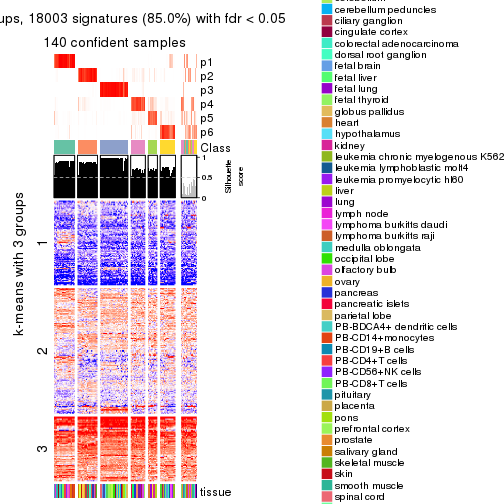 ups, 18003 signatures (85.0%) with fdr < 0.05
140 confident samples
p1
p2
p3
p4
p5
p6
Class
1
0.5
0
Silhouette
score
k-means with 3 groups
1
2
3
tissue
cerebellum peduncles
ciliary ganglion
cingulate cortex
colorectal adenocarcinoma
dorsal root ganglion
fetal brain
fetal liver
fetal lung
fetal thyroid
globus pallidus
heart
hypothalamus
kidney
leukemia chronic myelogenous K562
leukemia lymphoblastic molt4
leukemia promyelocytic hl60
liver
lung
lymph node
lymphoma burkitts daudi
lymphoma burkitts raji
medulla oblongata
occipital lobe
olfactory bulb
ovary
pancreas
pancreatic islets
parietal lobe
PB-BDCA4+ dendritic cells
PB-CD14+monocytes
PB-CD19+B cells
PB-CD4+T cells
PB-CD56+NK cells
PB-CD8+T cells
pituitary
placenta
pons
prefrontal cortex
prostate
salivary gland
skeletal muscle
skin
smooth muscle
spinal cord